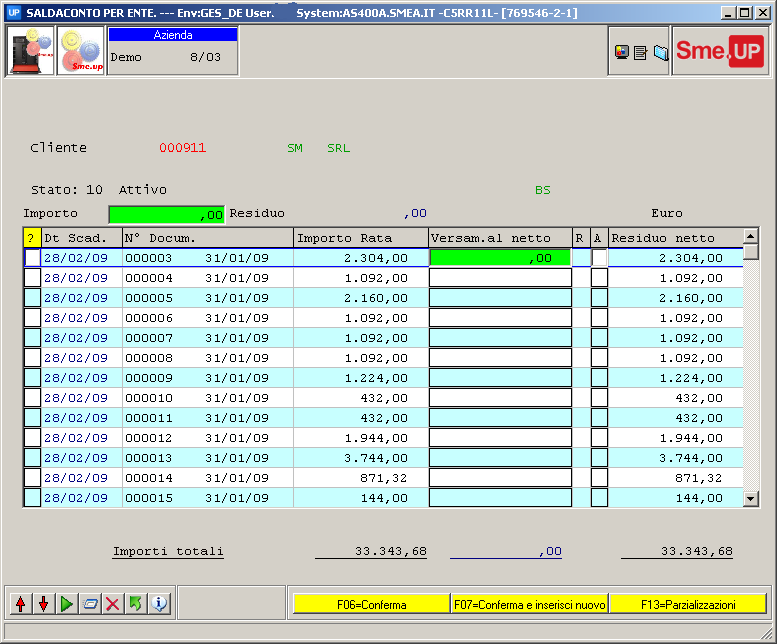 UP SALDACONTO PER ENTE. --- Env:GES_DE User. System:AS400A.SMEA.IT -C5RR11L- [769546-2-1]
Sme.up
Azienda
Demo 8/03
Sme.UP
Cliente 000911 SM SRL
Stato: 10 Attivo BS
Importo ,00 Residuo ,00 Euro
? Dt Scad. N° Docum. Importo Rata Versam.al netto R A Residuo netto
28/02/09 000003 31/01/09 2.304,00 ,00 2.304,00
28/02/09 000004 31/01/09 1.092,00 1.092,00
28/02/09 000005 31/01/09 2.160,00 2.160,00
28/02/09 000006 31/01/09 1.092,00 1.092,00
28/02/09 000007 31/01/09 1.092,00 1.092,00
28/02/09 000008 31/01/09 1.092,00 1.092,00
28/02/09 000009 31/01/09 1.224,00 1.224,00
28/02/09 000010 31/01/09 432,00 432,00
28/02/09 000011 31/01/09 432,00 432,00
28/02/09 000012 31/01/09 1.944,00 1.944,00
28/02/09 000013 31/01/09 3.744,00 3.744,00
28/02/09 000014 31/01/09 871,32 871,32
28/02/09 000015 31/01/09 144,00 144,00
Importi totali 33.343,68 ,00 33.343,68
F06=Conferma F07=Conferma e inserisci nuovo F13=Parzializzazioni